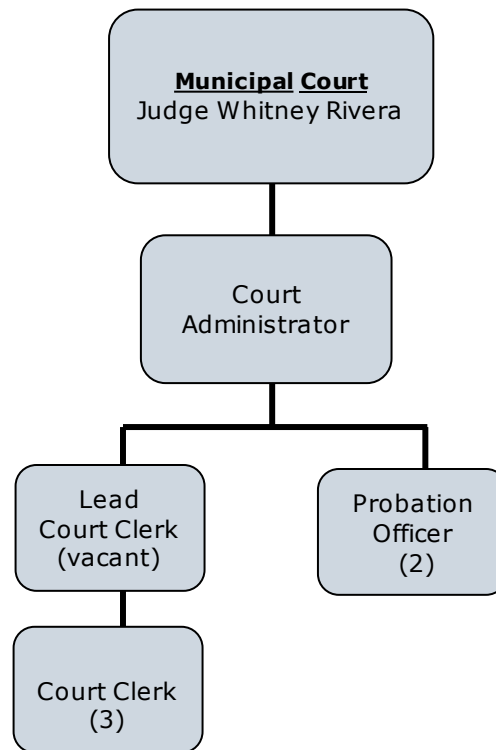 Municipal Court
Judge Whitney Rivera
Court
Administrator
Lead
Court Clerk
(vacant)
Probation
Officer
(2)
Court Clerk
(3)